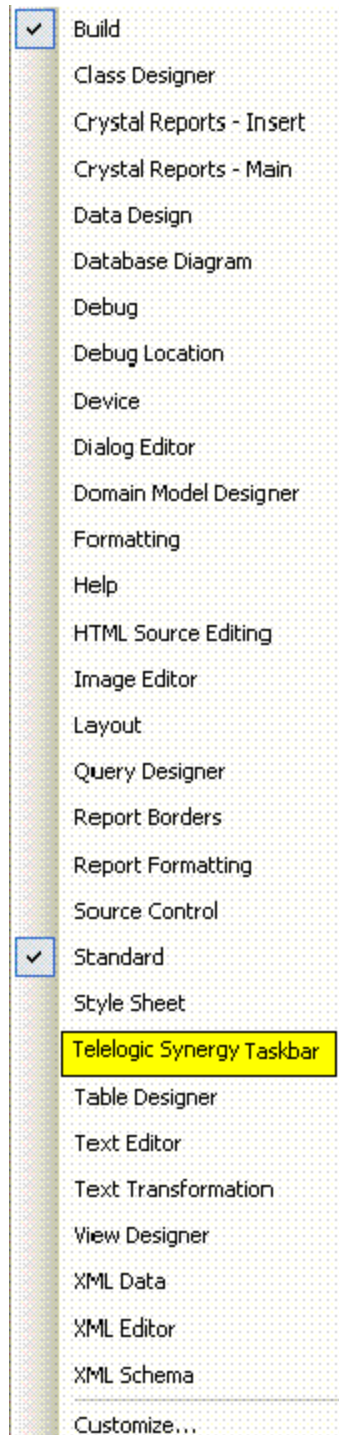 Build
Class Designer
Crystal Reports - Insert
Crystal Reports - Main
Data Design
Database Diagram
Debug
Debug Location
Device
Dialog Editor
Domain Model Designer
Formatting
Help
HTML Source Editing
Image Editor
Layout
Query Designer
Report Borders
Report Formatting
Source Control
Standard
Style Sheet
Telelogic Synergy Taskbar
Table Designer
Text Editor
Text Transformation
View Designer
XML Data
XML Editor
XML Schema
Customize...